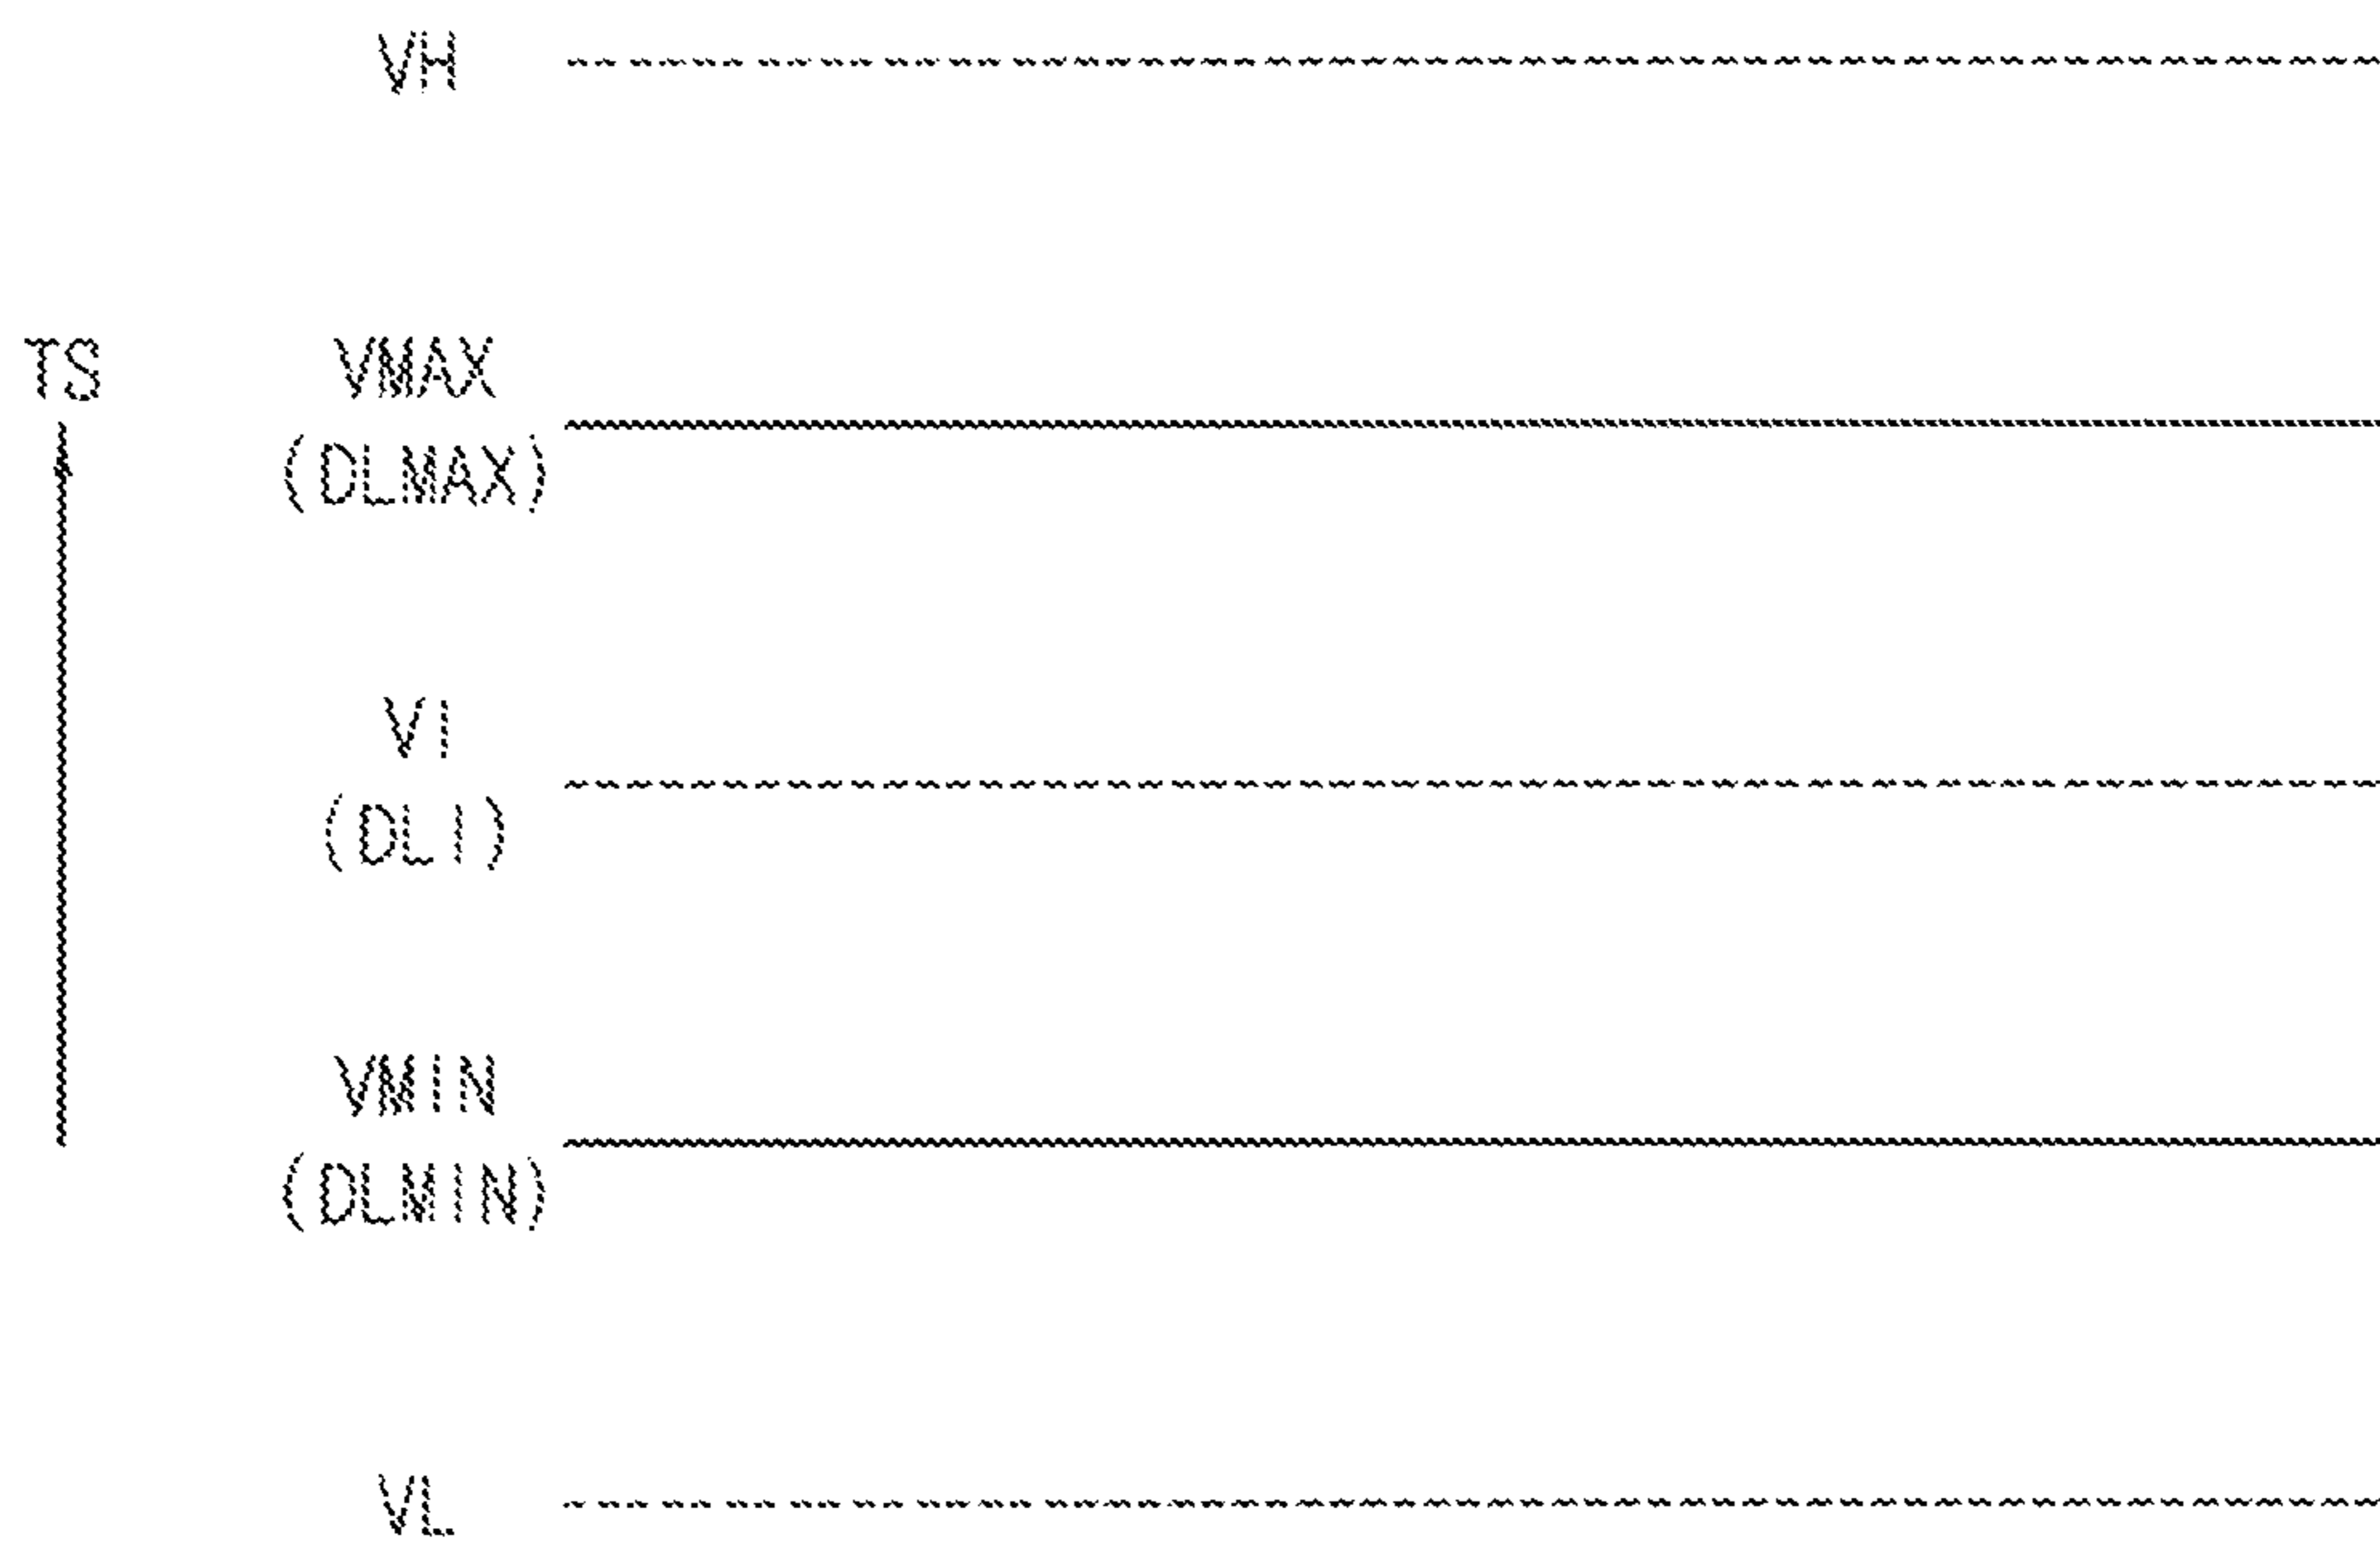 VH
TS
VMAX
(DLMAX)
VI
(DLI)
VMIN
(DLMIN)
VL